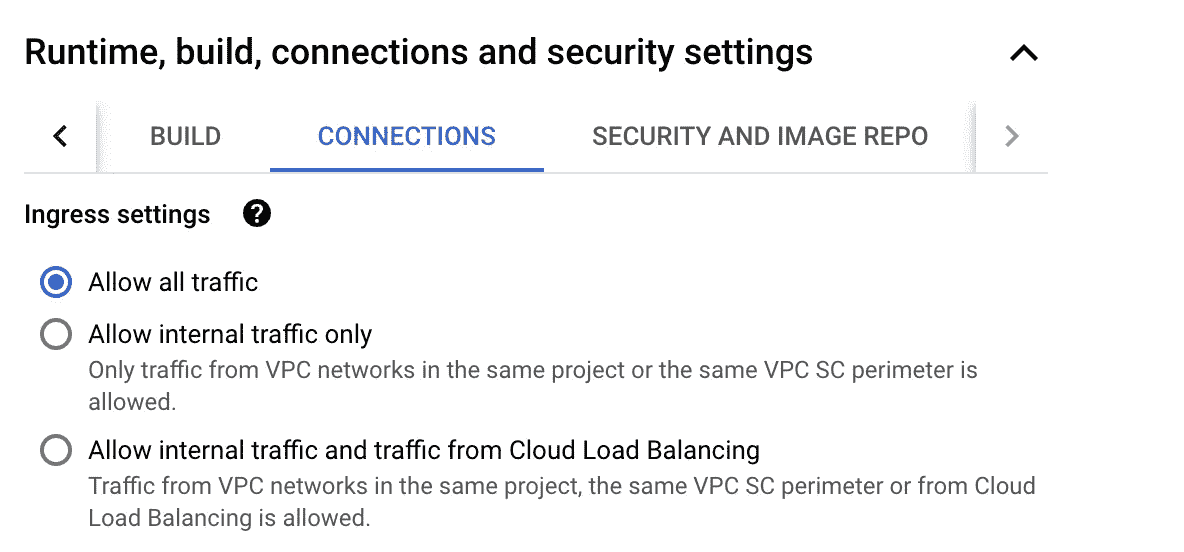 Runtime, build, connections and security settings
BUILD CONNECTIONS SECURITY AND IMAGE REPO
Ingress settings ?
Allow all traffic
Allow internal traffic only
Only traffic from VPC networks in the same project or the same VPC SC perimeter is
allowed.
Allow internal traffic and traffic from Cloud Load Balancing
Traffic from VPC networks in the same project, the same VPC SC perimeter or from Cloud
Load Balancing is allowed.